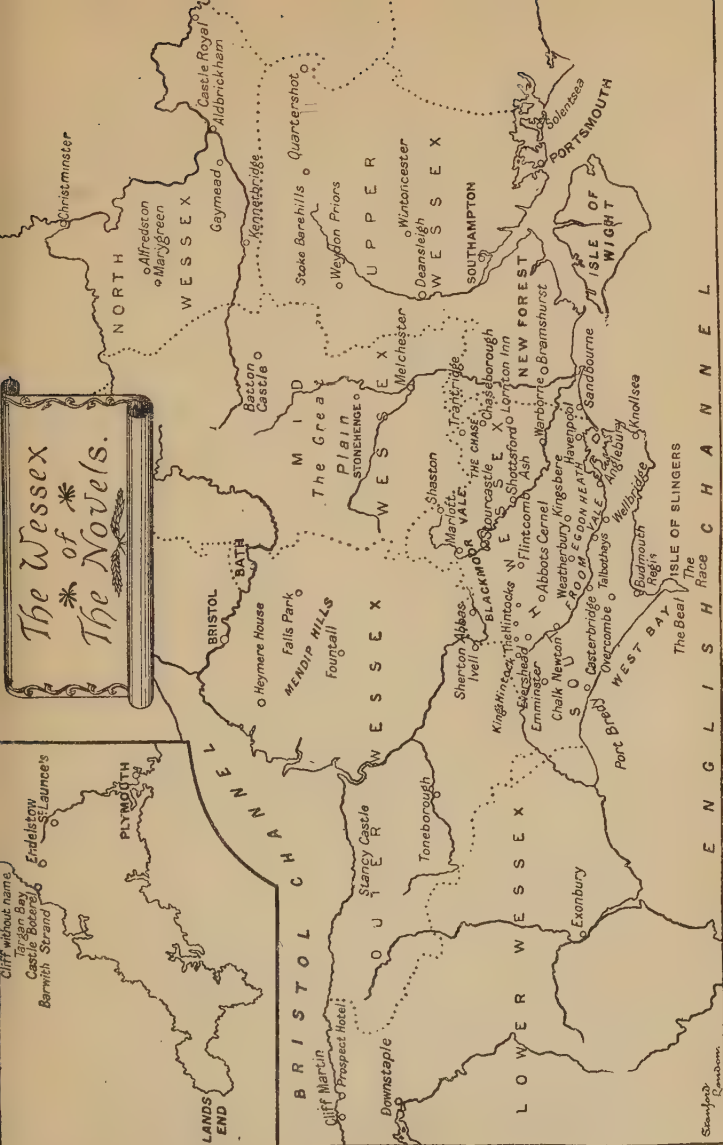 The Wessex
of
The Novels.
Cliff without name
Targan Bay
Castle Boterel
Barwith Strand
Endelstow
St Launce's
PLYMOUTH
LANDS
END
BRISTOL CHANNEL
BRISTOL
BATH
Heymere House
Falls Park
MENDIP HILLS
Fountall
Christminster
NORTH
WESSEX
Alfredston
Marygreen
Castle Royal
Aldbrickham
Gaymead
Kennetbridge
Batton
Castle
MID
WESSEX
The Great
Plain
STONEHENGE
Quartershot
Stoke Barehills
Weydon Priors
UPPER
WESSEX
Wintoncester
Deansleigh
Melchester
SOUTHAMPTON
Solentsea
PORTSMOUTH
ISLE OF
WIGHT
NEW FOREST
Bramshurst
OUTER
WESSEX
Cliff Martin
Prospect Hotel
Downstaple
Stancy Castle
Toneborough
LOWER WESSEX
Exonbury
SOUTH
WESSEX
Shaston
Marlott
BLACKMOOR VALE
Stourcastle
Trantridge
THE CHASE
Chaseborough
Lornton Inn
Shottsford
Warborne
Sherton Abbas
Ivell
King's Hintock
The Hintocks
Evershead
Emminster
Chalk Newton
Flintcomb Ash
Abbots Cernel
Weatherbury
Kingsbere
Havenpool
Sandbourne
EGDON HEATH
FROOM
VALE
Casterbridge
Overcombe
Talbothays
Wellbridge
Anglebury
Knollsea
Budmouth
Regis
Port Bredy
WEST BAY
ISLE OF SLINGERS
The Beal
The
Race
ENGLISH CHANNEL
Stanford
London